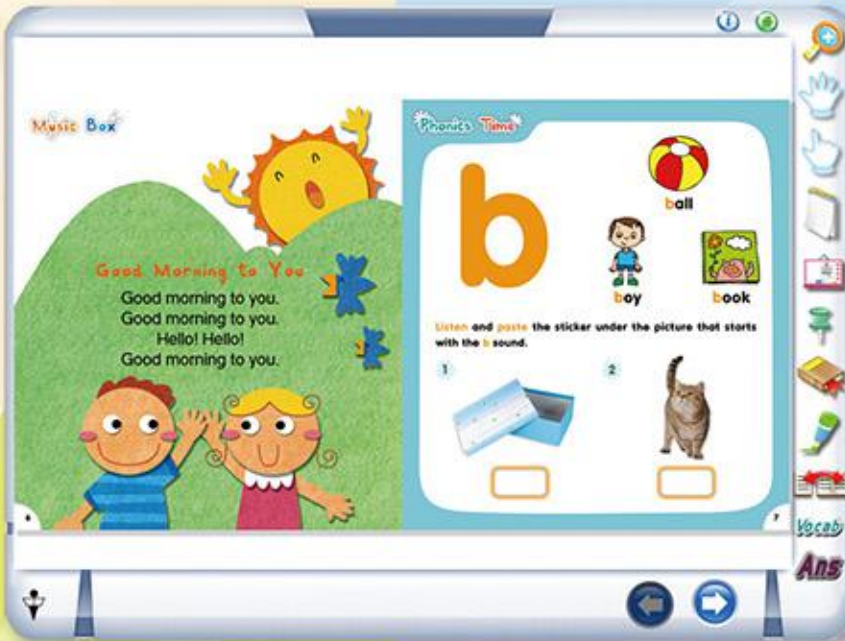 Music Box
Good Morning to You
Good morning to you.
Good morning to you.
Hello! Hello!
Good morning to you.
6
Phonics Time
b
ball
boy
book
Listen and paste the sticker under the picture that starts
with the b sound.
1
2
7
Vocab
Ans